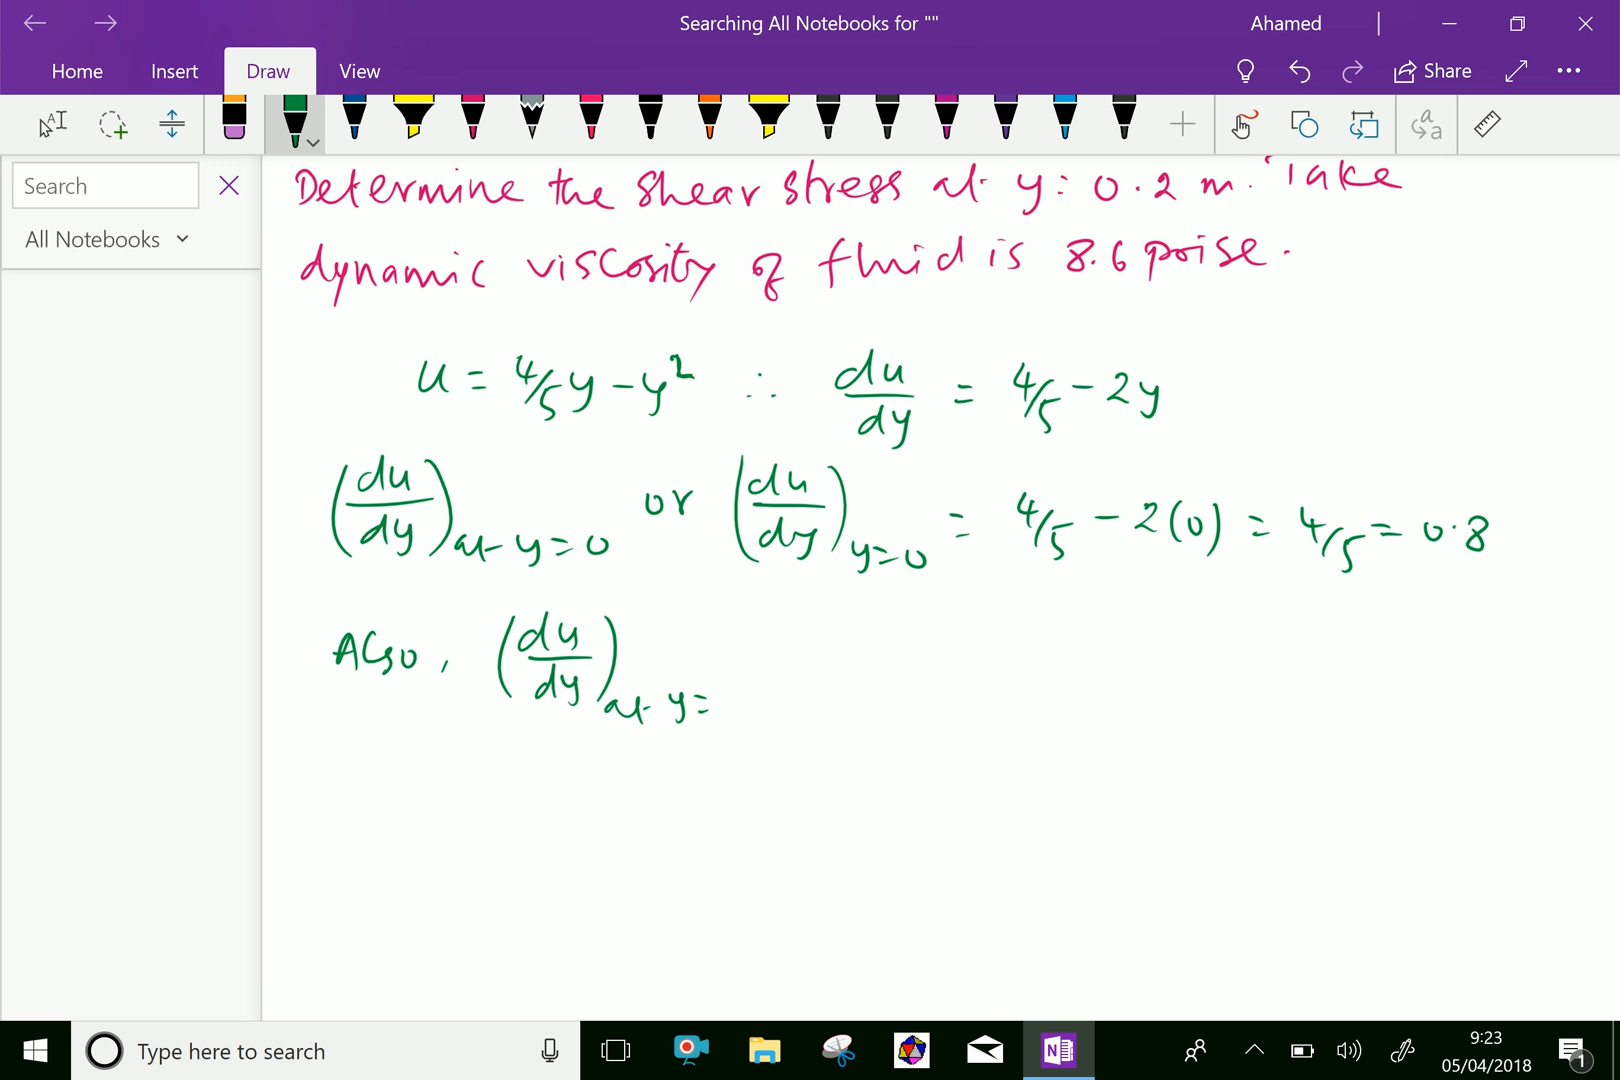 Searching All Notebooks for ""
Ahamed
Home Insert Draw View
Share
Search
All Notebooks
Determine the shear stress at y = 0.2 m. Take
dynamic viscosity of fluid is 8.6 poise.
u = 4/5 y - y² ∴ du/dy = 4/5 - 2y
(du/dy) at y=0 or (du/dy) y=0 = 4/5 - 2(0) = 4/5 = 0.8
Also, (du/dy) at y=
Type here to search
9:23
05/04/2018
1